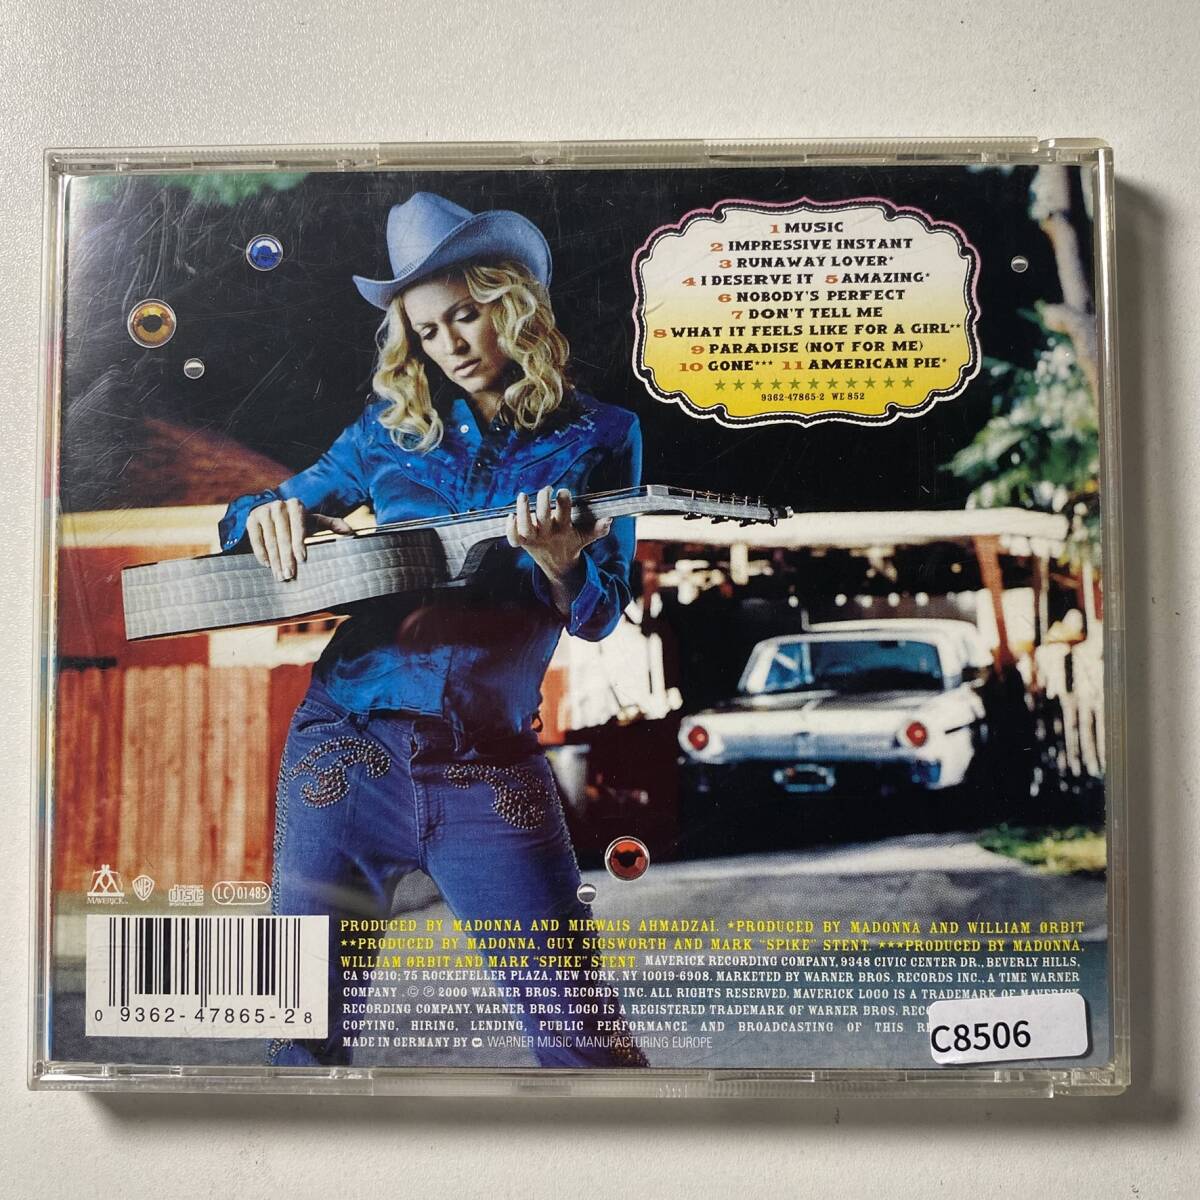 1 MUSIC
2 IMPRESSIVE INSTANT
3 RUNAWAY LOVER*
4 I DESERVE IT 5 AMAZING*
6 NOBODY'S PERFECT
7 DON'T TELL ME
8 WHAT IT FEELS LIKE FOR A GIRL**
9 PARADISE (NOT FOR ME)
10 GONE*** 11 AMERICAN PIE*
9362-47865-2 WE 852
MAVERICK
WB
disc
DIGITAL AUDIO
LC 01485
PRODUCED BY MADONNA AND MIRWAIS AHMADZAÏ. *PRODUCED BY MADONNA AND WILLIAM ØRBIT
**PRODUCED BY MADONNA, GUY SIGSWORTH AND MARK "SPIKE" STENT. ***PRODUCED BY MADONNA,
WILLIAM ØRBIT AND MARK "SPIKE" STENT. MAVERICK RECORDING COMPANY, 9348 CIVIC CENTER DR., BEVERLY HILLS,
CA 90210; 75 ROCKEFELLER PLAZA, NEW YORK, NY 10019-6908. MARKETED BY WARNER BROS. RECORDS INC., A TIME WARNER
COMPANY. © ℗ 2000 WARNER BROS. RECORDS INC. ALL RIGHTS RESERVED. MAVERICK LOGO IS A TRADEMARK OF MAVERICK
RECORDING COMPANY. WARNER BROS. LOGO IS A REGISTERED TRADEMARK OF WARNER BROS.
COPYING, HIRING, LENDING, PUBLIC PERFORMANCE AND BROADCASTING OF THIS
MADE IN GERMANY BY WARNER MUSIC MANUFACTURING EUROPE
0 9362-47865-2 8
C8506